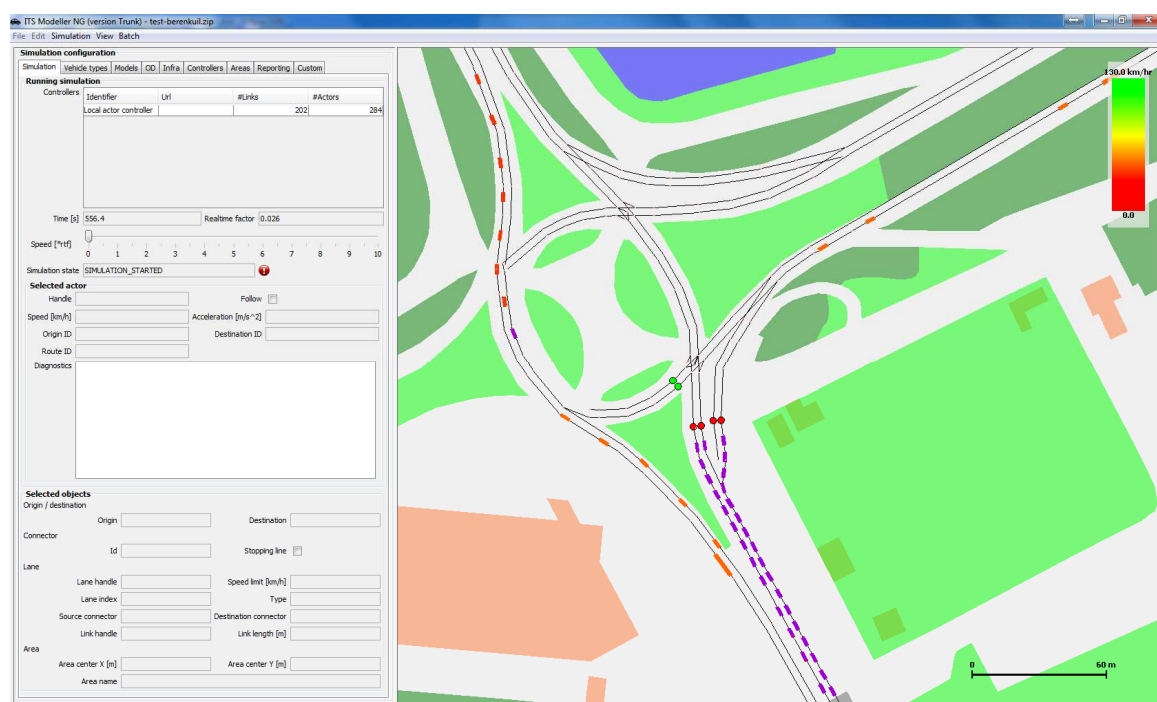 ITS Modeller NG (version Trunk) - test-berenkuil.zip
File Edit Simulation View Batch
Simulation configuration
Simulation Vehicle types Models OD Infra Controllers Areas Reporting Custom
Running simulation
Controllers
Identifier Url #Links #Actors
Local actor controller 202 284
Time [s] 556.4 Realtime factor 0.026
Speed [*rtf]
0 1 2 3 4 5 6 7 8 9 10
Simulation state SIMULATION_STARTED
Selected actor
Handle Follow
Speed [km/h] Acceleration [m/s^2]
Origin ID Destination ID
Route ID
Diagnostics
Selected objects
Origin / destination
Origin Destination
Connector
Id Stopping line
Lane
Lane handle Speed limit [km/h]
Lane index Type
Source connector Destination connector
Link handle Link length [m]
Area
Area center X [m] Area center Y [m]
Area name
130.0 km/hr
0.0
0 60 m